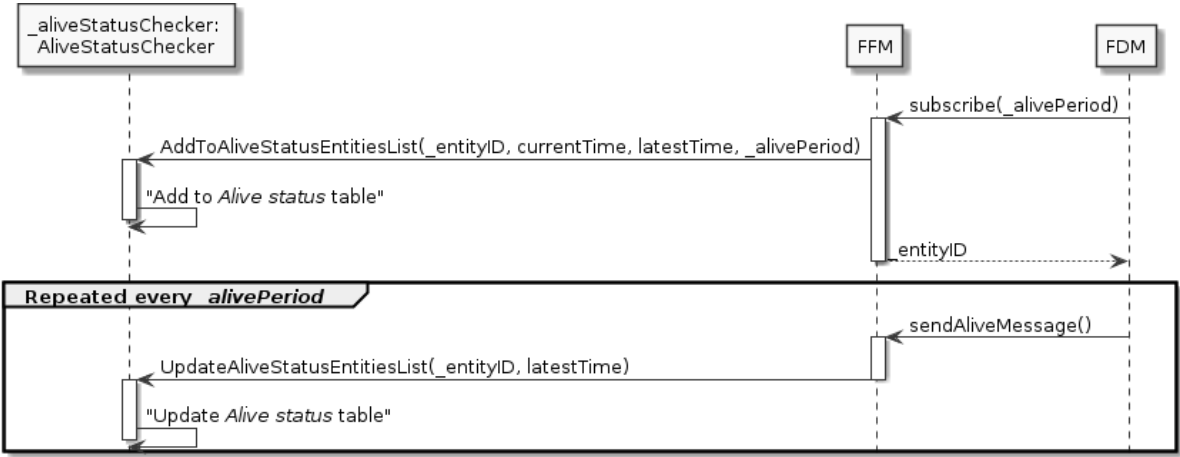 _aliveStatusChecker:
AliveStatusChecker
FFM
FDM
subscribe(_alivePeriod)
AddToAliveStatusEntitiesList(_entityID, currentTime, latestTime, _alivePeriod)
"Add to Alive status table"
_entityID
Repeated every _alivePeriod
sendAliveMessage()
UpdateAliveStatusEntitiesList(_entityID, latestTime)
"Update Alive status table"